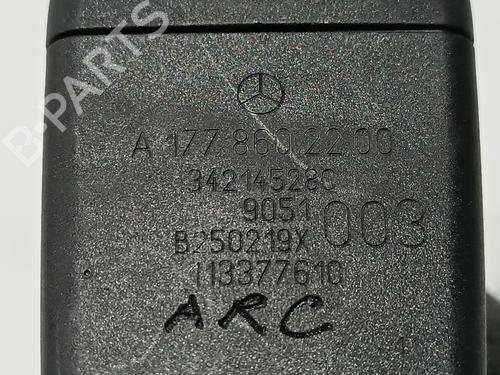 B-PARTS
A 177 860 22 00
342145280
9051
003
B250219X
113377610
ARC